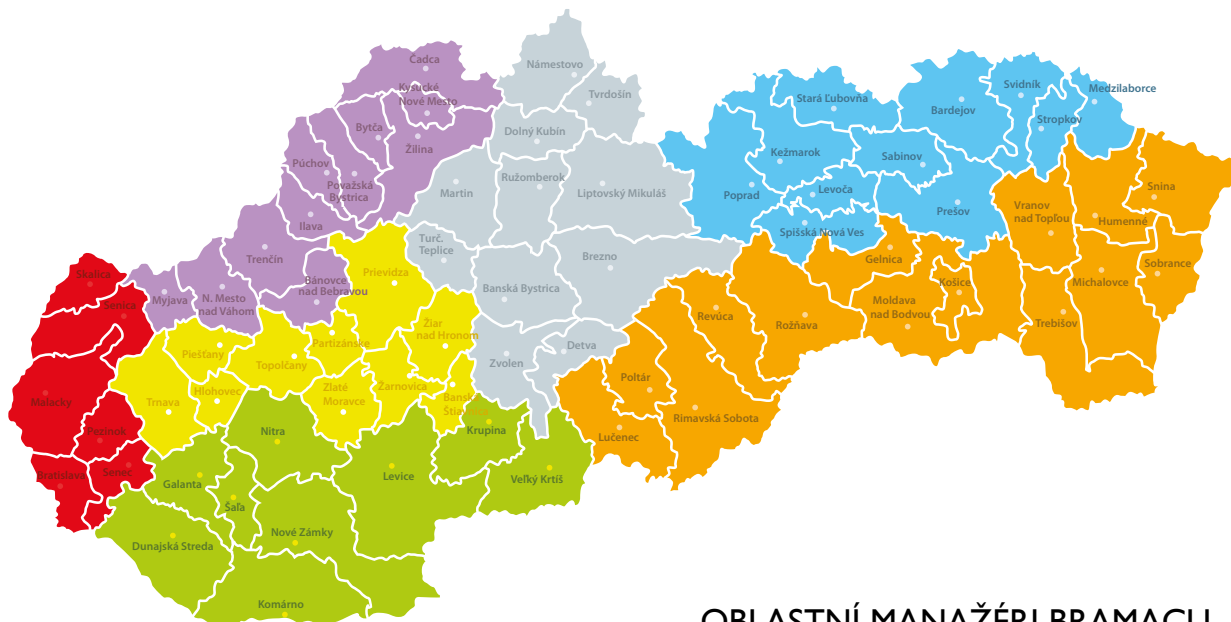 Čadca
Kysucké
Nové Mesto
Bytča
Žilina
Púchov
Považská
Bystrica
Ilava
Trenčín
Bánovce
nad Bebravou
Myjava
N. Mesto
nad Váhom
Námestovo
Tvrdošín
Dolný Kubín
Martin
Ružomberok
Liptovský Mikuláš
Turč.
Teplice
Banská Bystrica
Brezno
Zvolen
Detva
Stará Ľubovňa
Bardejov
Svidník
Medzilaborce
Stropkov
Kežmarok
Sabinov
Poprad
Levoča
Prešov
Spišská Nová Ves
Snina
Vranov
nad Topľou
Humenné
Sobrance
Michalovce
Trebišov
Gelnica
Košice
Moldava
nad Bodvou
Rožňava
Revúca
Poltár
Rimavská Sobota
Lučenec
Skalica
Senica
Malacky
Pezinok
Senec
Bratislava
Prievidza
Žiar
nad Hronom
Partizánske
Piešťany
Topolčany
Hlohovec
Trnava
Zlaté
Moravce
Žarnovica
Banská
Štiavnica
Nitra
Krupina
Galanta
Levice
Veľký Krtíš
Šaľa
Nové Zámky
Dunajská Streda
Komárno
OBLASTNÍ MANAŽÉRI BRAMACU